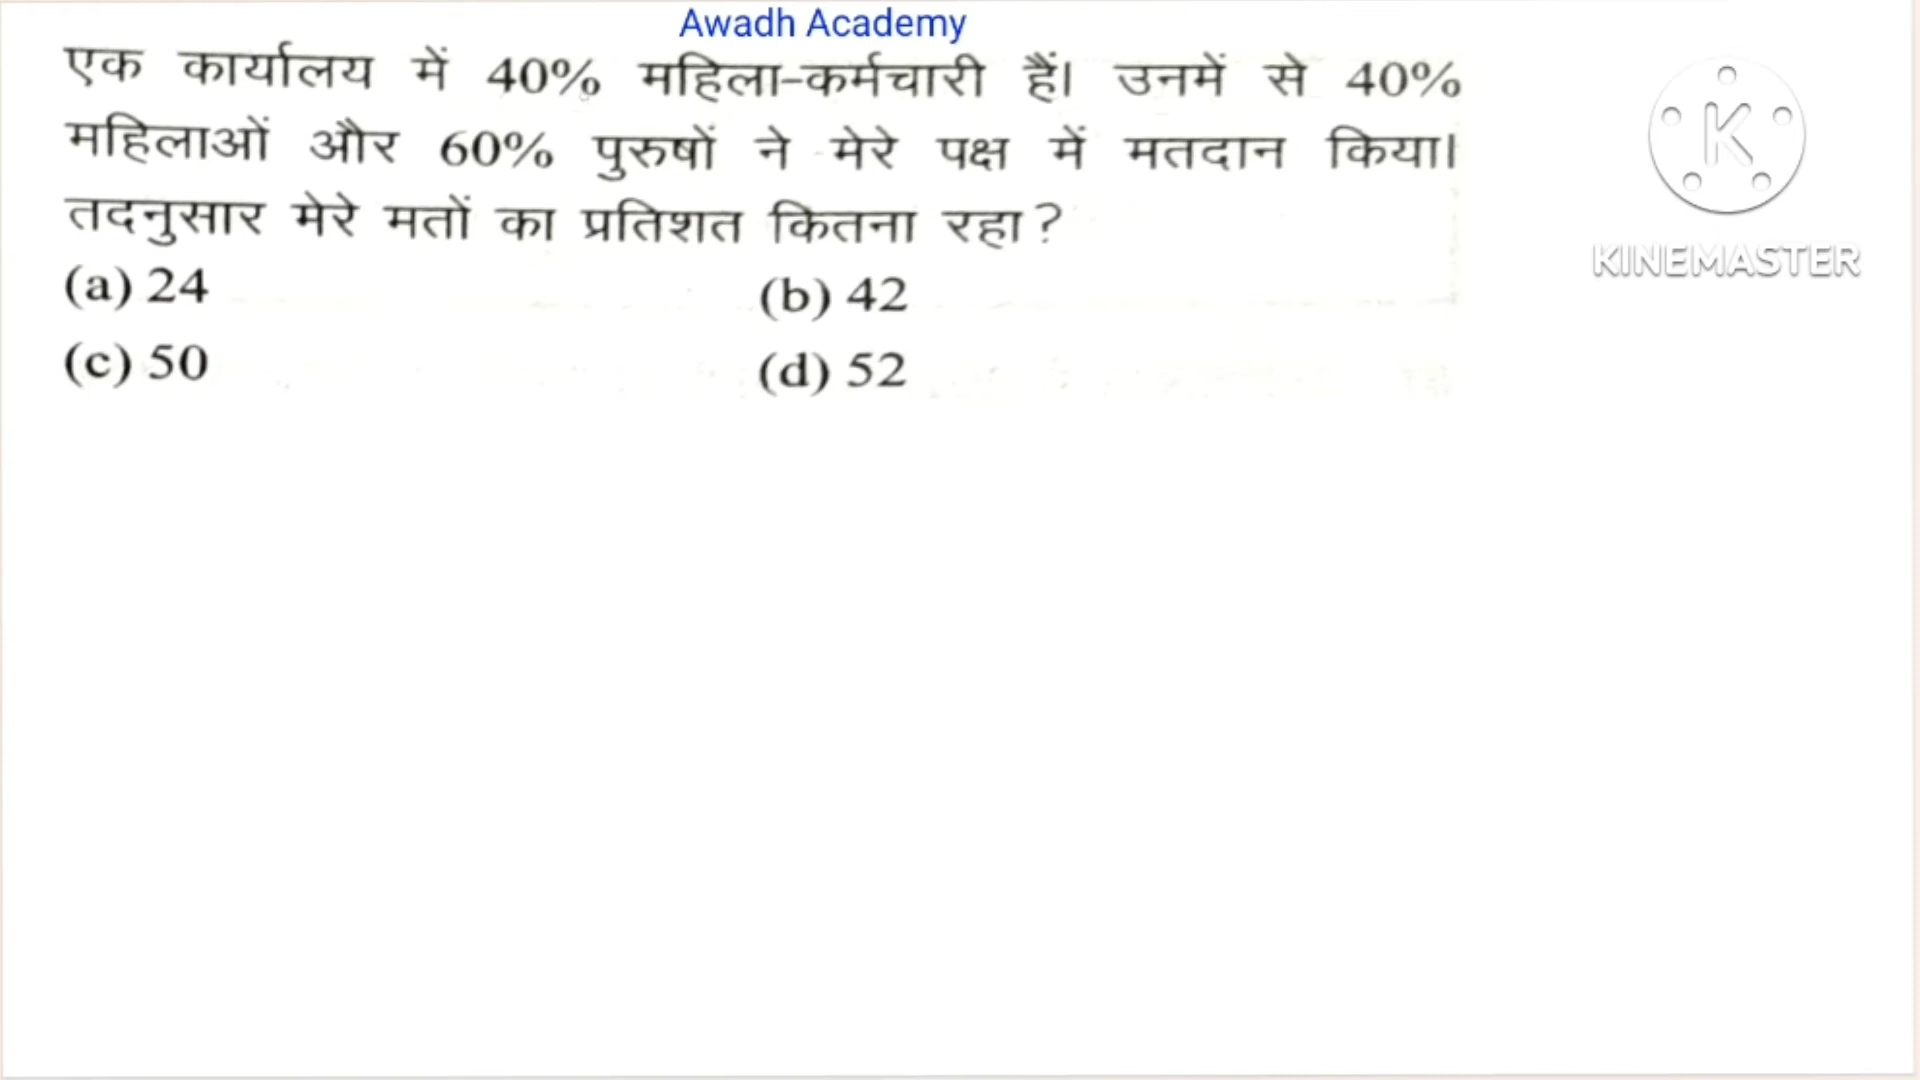 Awadh Academy
एक कार्यालय में 40% महिला-कर्मचारी हैं। उनमें से 40%
महिलाओं और 60% पुरुषों ने मेरे पक्ष में मतदान किया।
तदनुसार मेरे मतों का प्रतिशत कितना रहा?
(a) 24 (b) 42
(c) 50 (d) 52
K
KINEMASTER